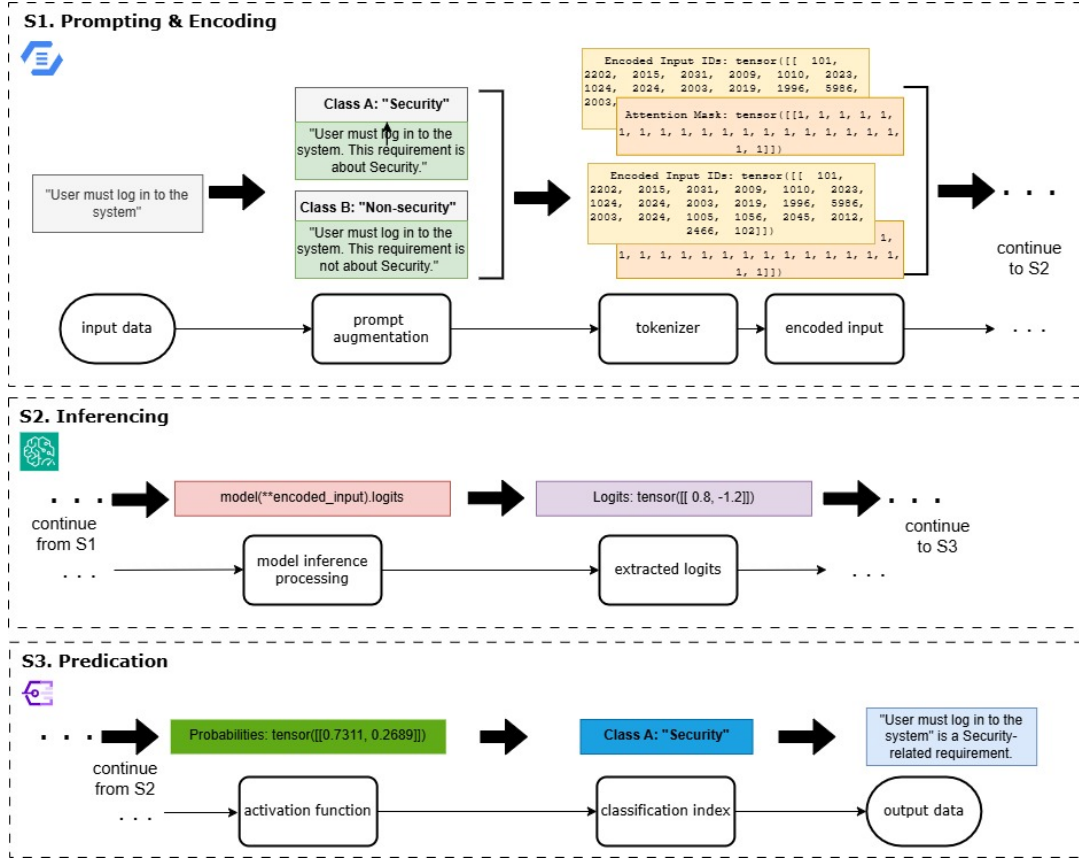 S1. Prompting & Encoding
"User must log in to the
system"
Class A: "Security"
"User must log in to the
system. This requirement is
about Security."
Class B: "Non-security"
"User must log in to the
system. This requirement is
not about Security."
Encoded Input IDs: tensor([[ 101,
2202, 2015, 2031, 2009, 1010, 2023,
1024, 2024, 2003, 2019, 1996, 5986,
2003,
Attention Mask: tensor([[1, 1, 1, 1, 1,
1, 1, 1, 1, 1, 1, 1, 1, 1, 1, 1, 1, 1, 1,
1, 1]])
Encoded Input IDs: tensor([[ 101,
2202, 2015, 2031, 2009, 1010, 2023,
1024, 2024, 2003, 2019, 1996, 5986,
2003, 2024, 1005, 1056, 2045, 2012,
2466, 102]])
1,
1, 1, 1, 1, 1, 1, 1, 1, 1, 1, 1, 1, 1, 1,
1, 1]])
. . .
continue
to S2
input data
prompt
augmentation
tokenizer
encoded input
. . .
S2. Inferencing
. . .
continue
from S1
model(**encoded_input).logits
Logits: tensor([[ 0.8, -1.2]])
. . .
continue
to S3
. . .
model inference
processing
extracted logits
. . .
S3. Predication
. . .
continue
from S2
Probabilities: tensor([[0.7311, 0.2689]])
Class A: "Security"
"User must log in to the
system" is a Security-
related requirement.
. . .
activation function
classification index
output data